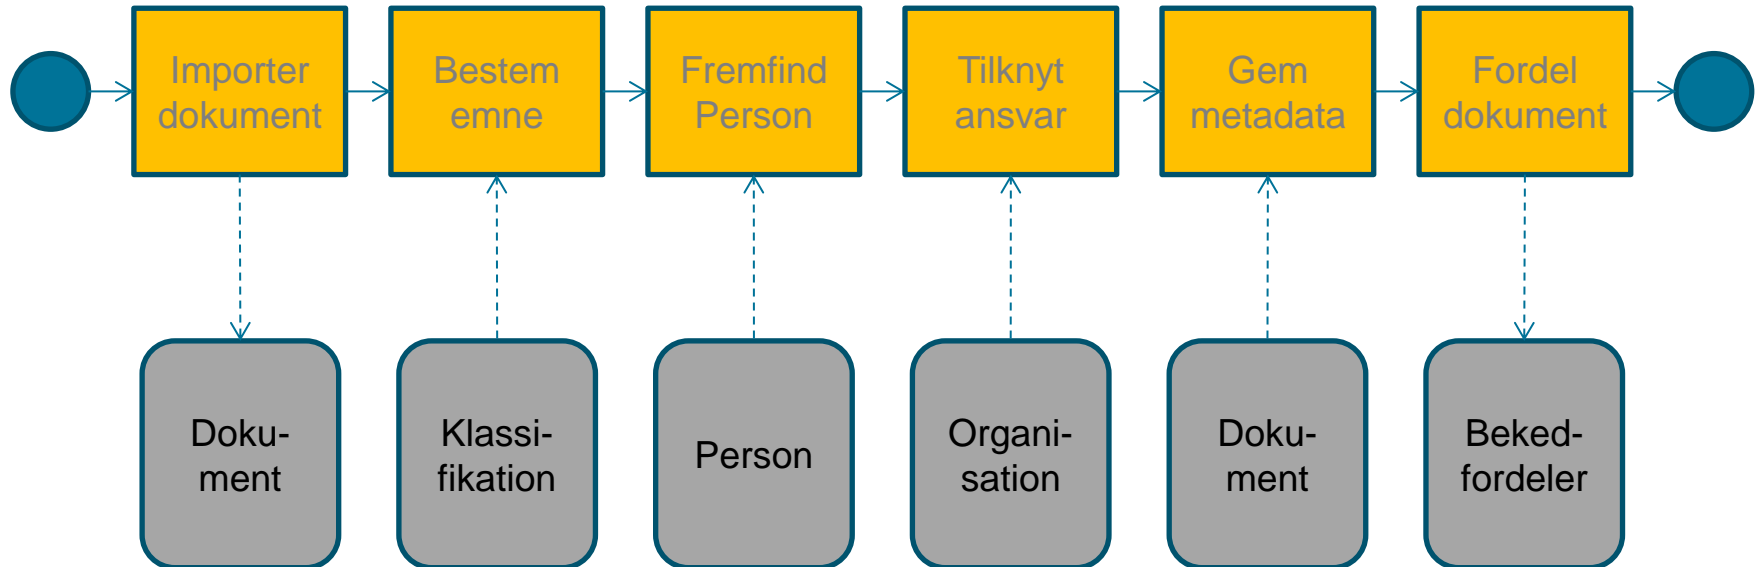 Importer
dokument
Bestem
emne
Fremfind
Person
Tilknyt
ansvar
Gem
metadata
Fordel
dokument
Doku-
ment
Klassi-
fikation
Person
Organi-
sation
Doku-
ment
Beked-
fordeler